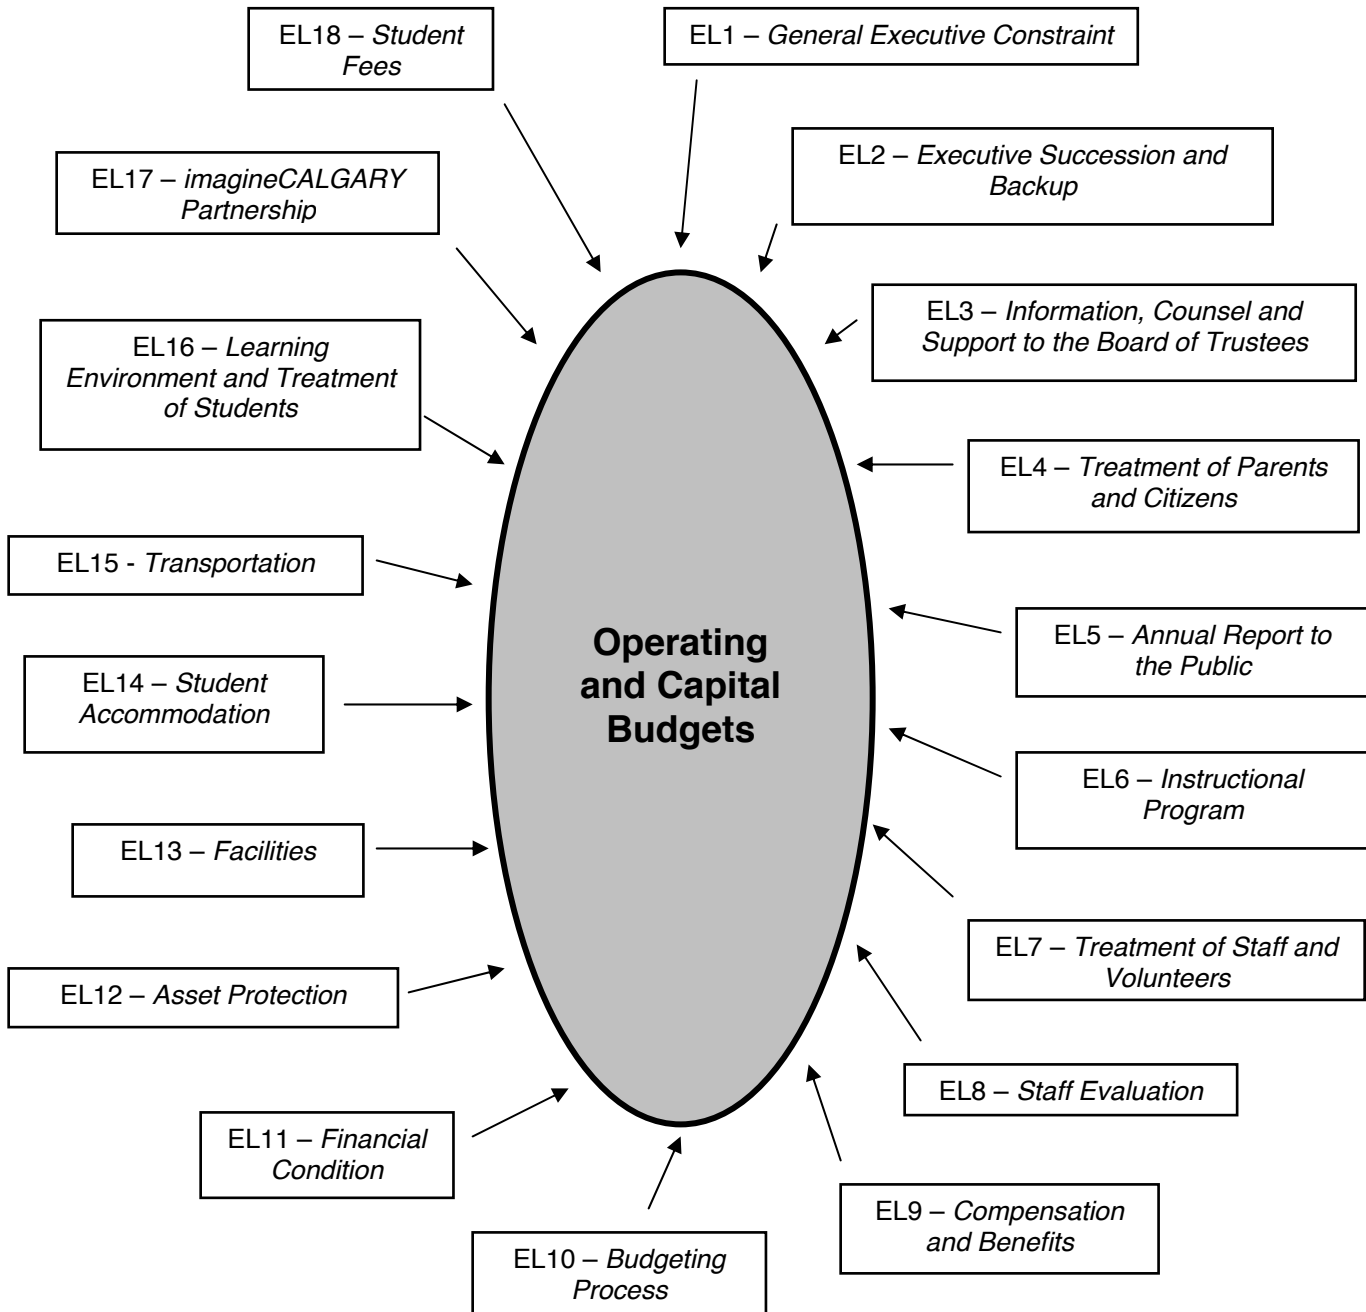 EL18 – Student
Fees
EL1 – General Executive Constraint
EL2 – Executive Succession and
Backup
EL17 – imagineCALGARY
Partnership
EL3 – Information, Counsel and
Support to the Board of Trustees
EL16 – Learning
Environment and Treatment
of Students
EL4 – Treatment of Parents
and Citizens
EL15 - Transportation
EL5 – Annual Report to
the Public
Operating
and Capital
Budgets
EL14 – Student
Accommodation
EL6 – Instructional
Program
EL13 – Facilities
EL7 – Treatment of Staff and
Volunteers
EL12 – Asset Protection
EL8 – Staff Evaluation
EL11 – Financial
Condition
EL9 – Compensation
and Benefits
EL10 – Budgeting
Process